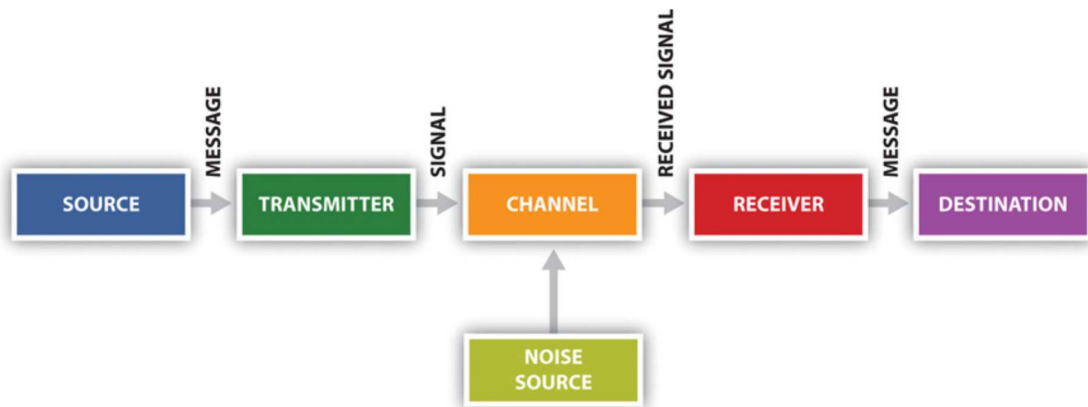 MESSAGE
SIGNAL
RECEIVED SIGNAL
MESSAGE
SOURCE
TRANSMITTER
CHANNEL
RECEIVER
DESTINATION
NOISE
SOURCE